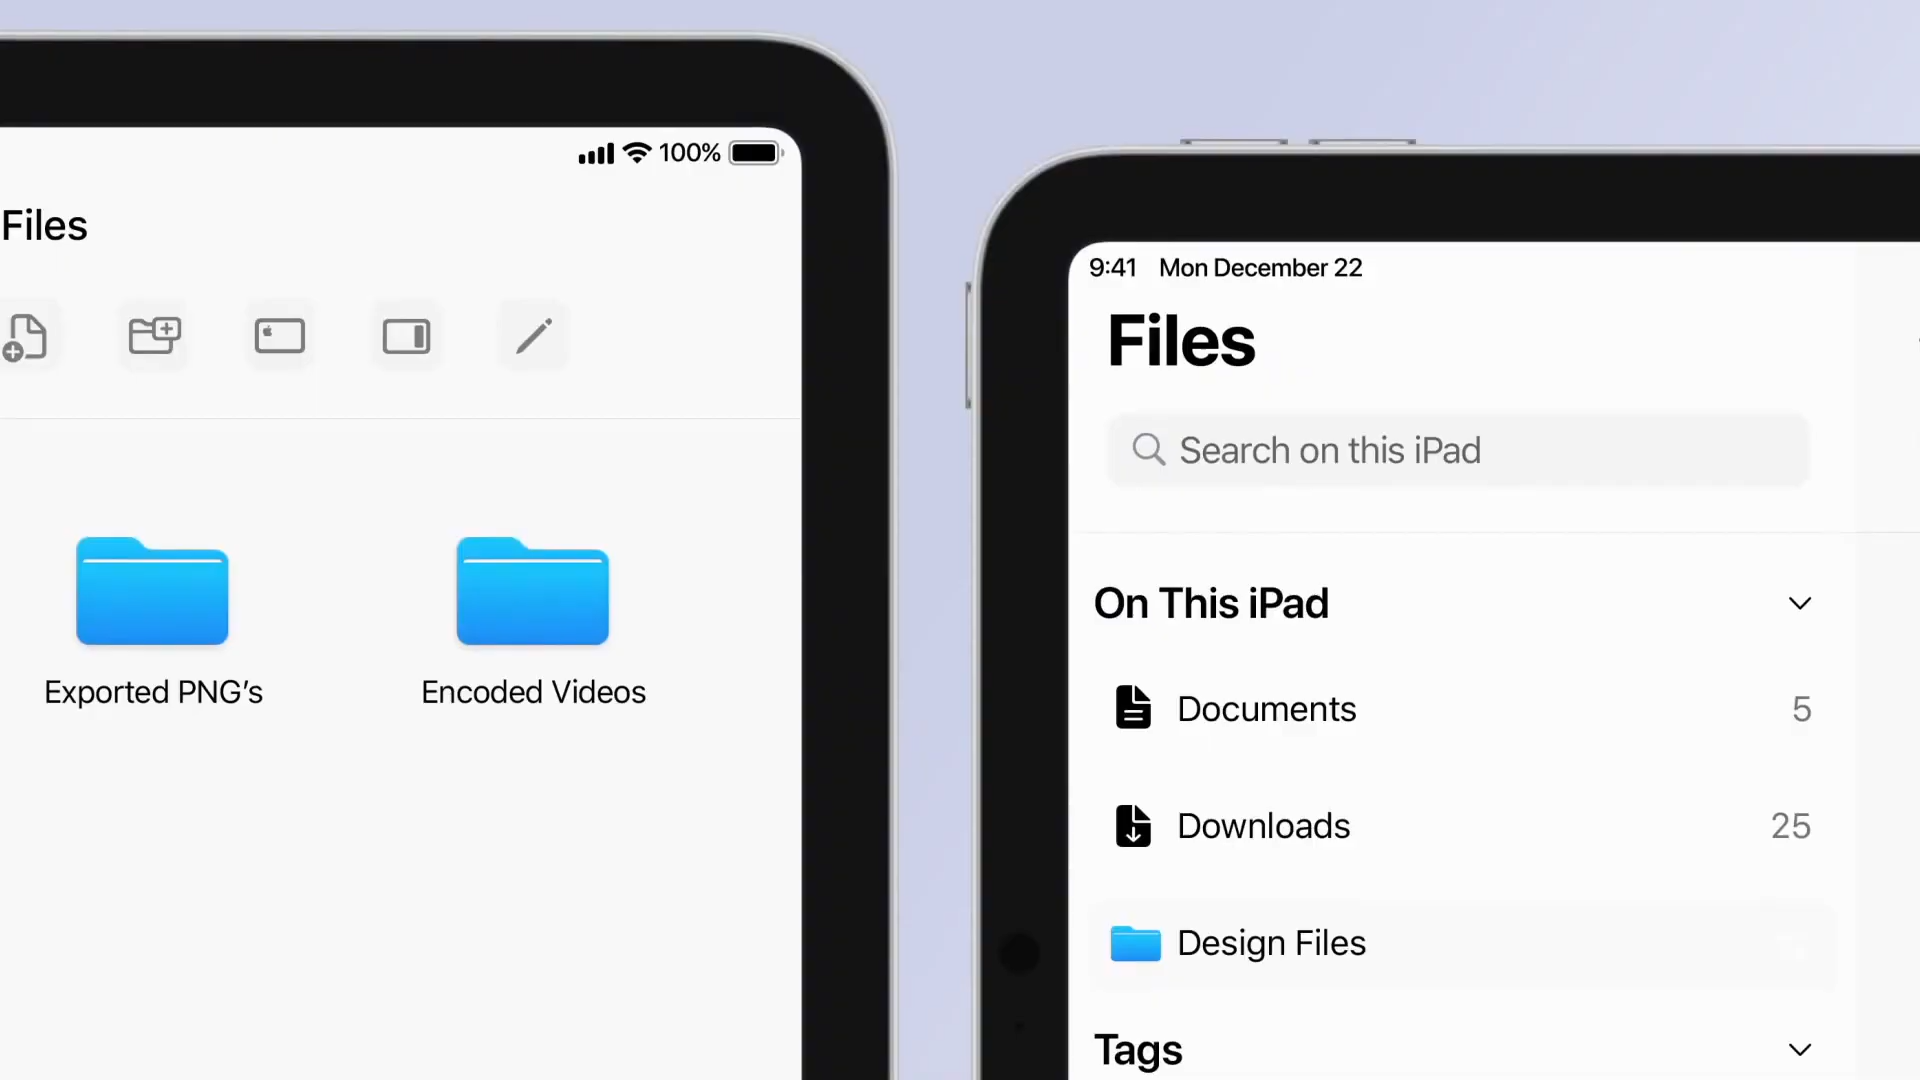 100%
Files
Exported PNG’s
Encoded Videos
9:41 Mon December 22
Files
Search on this iPad
On This iPad
Documents 5
Downloads 25
Design Files
Tags